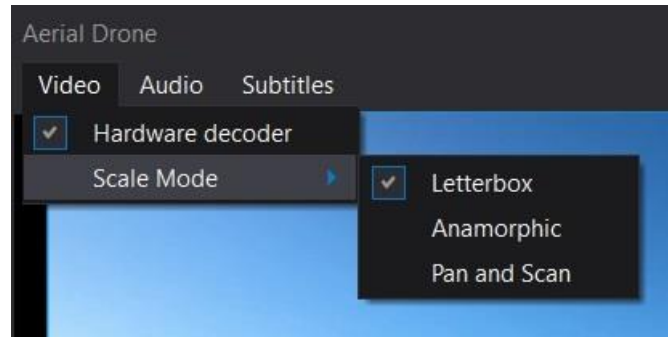 Aerial Drone
Video Audio Subtitles
Hardware decoder
Scale Mode
Letterbox
Anamorphic
Pan and Scan